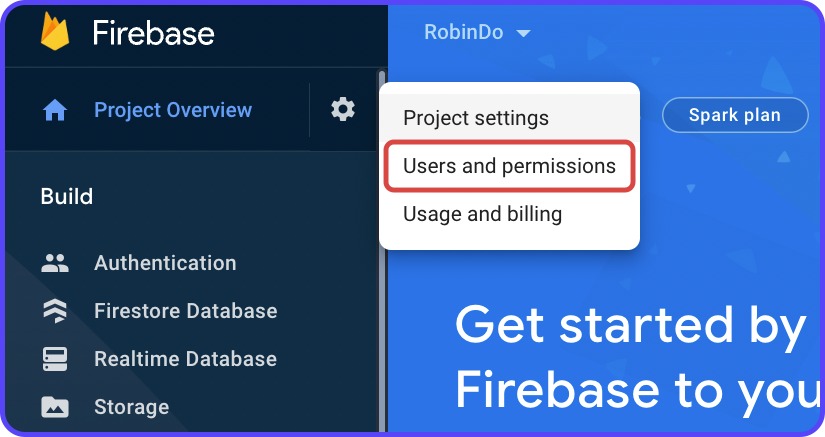 Firebase
RobinDo
Project Overview
Project settings
Spark plan
Users and permissions
Build
Usage and billing
Authentication
Firestore Database
Realtime Database
Storage
Get started by
Firebase to you